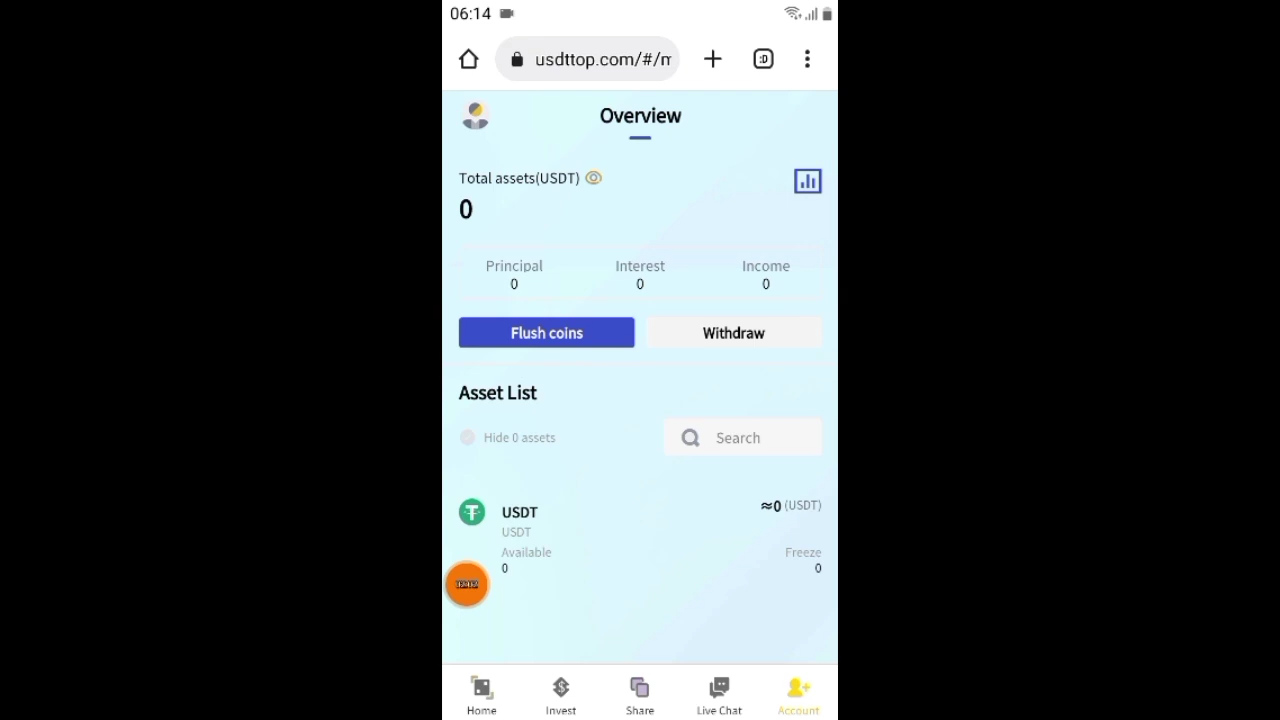 06:14
usdttop.com/#/m
:D
Overview
Total assets(USDT)
0
Principal Interest Income
0 0 0
Flush coins Withdraw
Asset List
Hide 0 assets Search
USDT ≈0 (USDT)
USDT
Available Freeze
0 0
Home Invest Share Live Chat Account